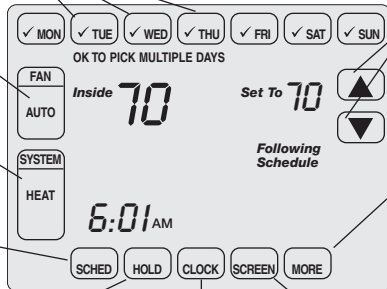 ✓ MON ✓ TUE ✓ WED ✓ THU ✓ FRI ✓ SAT ✓ SUN
OK TO PICK MULTIPLE DAYS
FAN
AUTO
Inside 70
Set To 70
Following
Schedule
SYSTEM
HEAT
6:01 AM
SCHED HOLD CLOCK SCREEN MORE